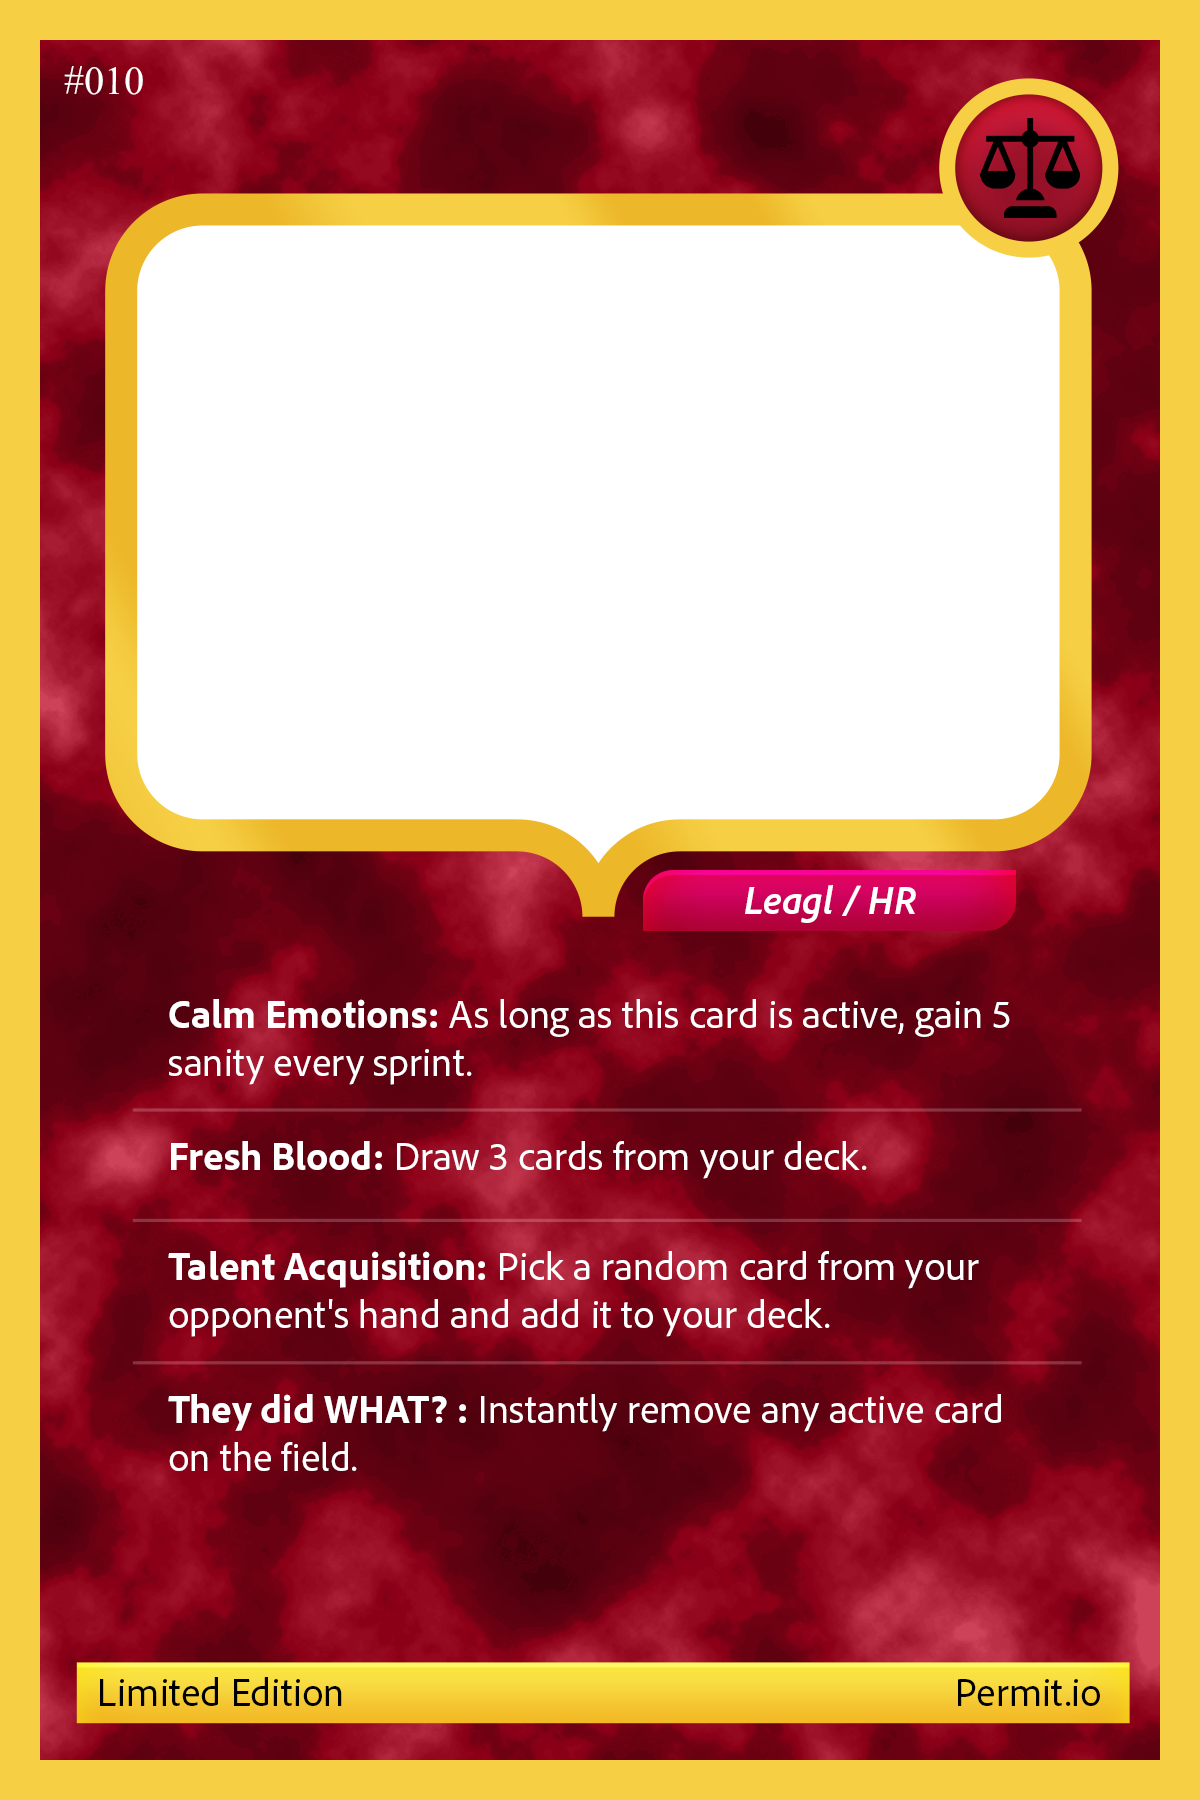 #010
Leagl / HR
Calm Emotions: As long as this card is active, gain 5
sanity every sprint.
Fresh Blood: Draw 3 cards from your deck.
Talent Acquisition: Pick a random card from your
opponent's hand and add it to your deck.
They did WHAT? : Instantly remove any active card
on the field.
Limited Edition
Permit.io